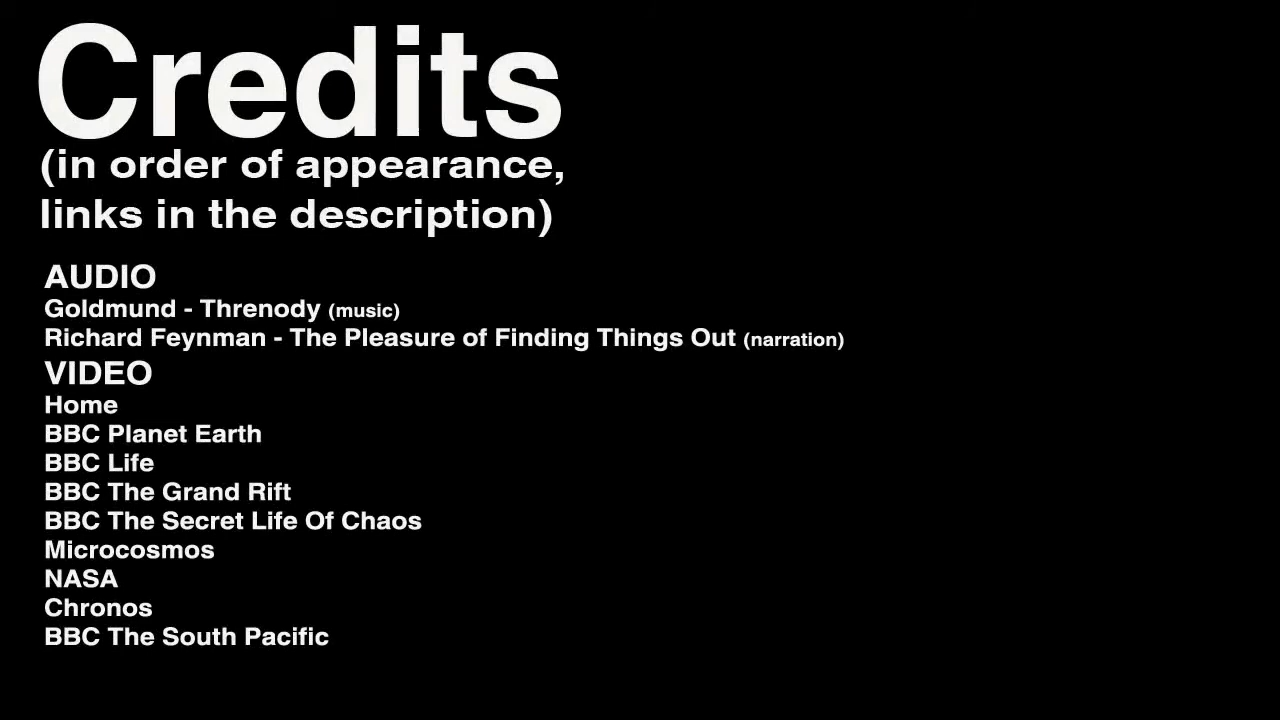 Credits
(in order of appearance,
links in the description)
AUDIO
Goldmund - Threnody (music)
Richard Feynman - The Pleasure of Finding Things Out (narration)
VIDEO
Home
BBC Planet Earth
BBC Life
BBC The Grand Rift
BBC The Secret Life Of Chaos
Microcosmos
NASA
Chronos
BBC The South Pacific